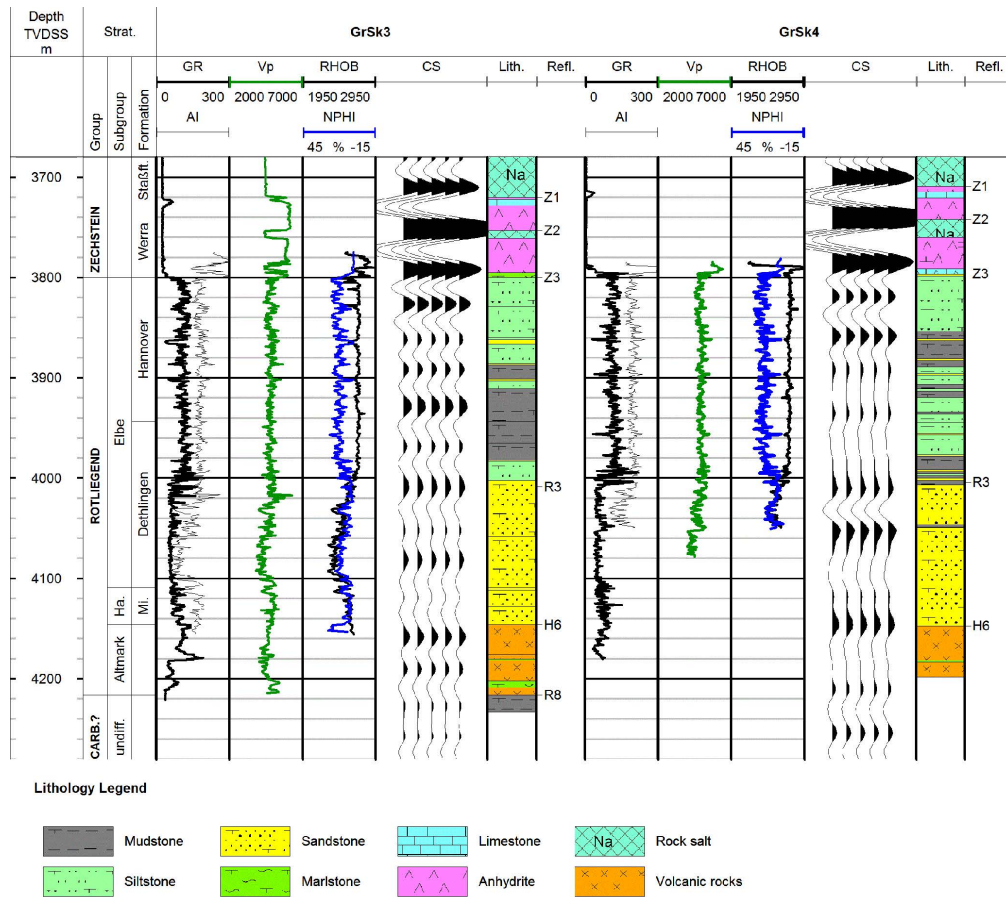 Depth
TVDSS
m
Strat.
GrSk3
GrSk4
Group
Subgroup
Formation
GR
Vp
RHOB
CS
Lith.
Refl.
GR
Vp
RHOB
CS
Lith.
Refl.
0 300
2000 7000
1950 2950
0 300
2000 7000
1950 2950
AI
NPHI
AI
NPHI
45 % -15
45 % -15
3700
3800
3900
4000
4100
4200
ZECHSTEIN
ROTLIEGEND
CARB.?
Elbe
Ha.
Altmark
undiff.
Staßft.
Werra
Hannover
Dethlingen
Mi.
Na
Z1
Z2
Z3
R3
H6
R8
Na
Na
Z1
Z2
Z3
R3
H6
Lithology Legend
Mudstone
Sandstone
Limestone
Na
Rock salt
Siltstone
Marlstone
Anhydrite
Volcanic rocks